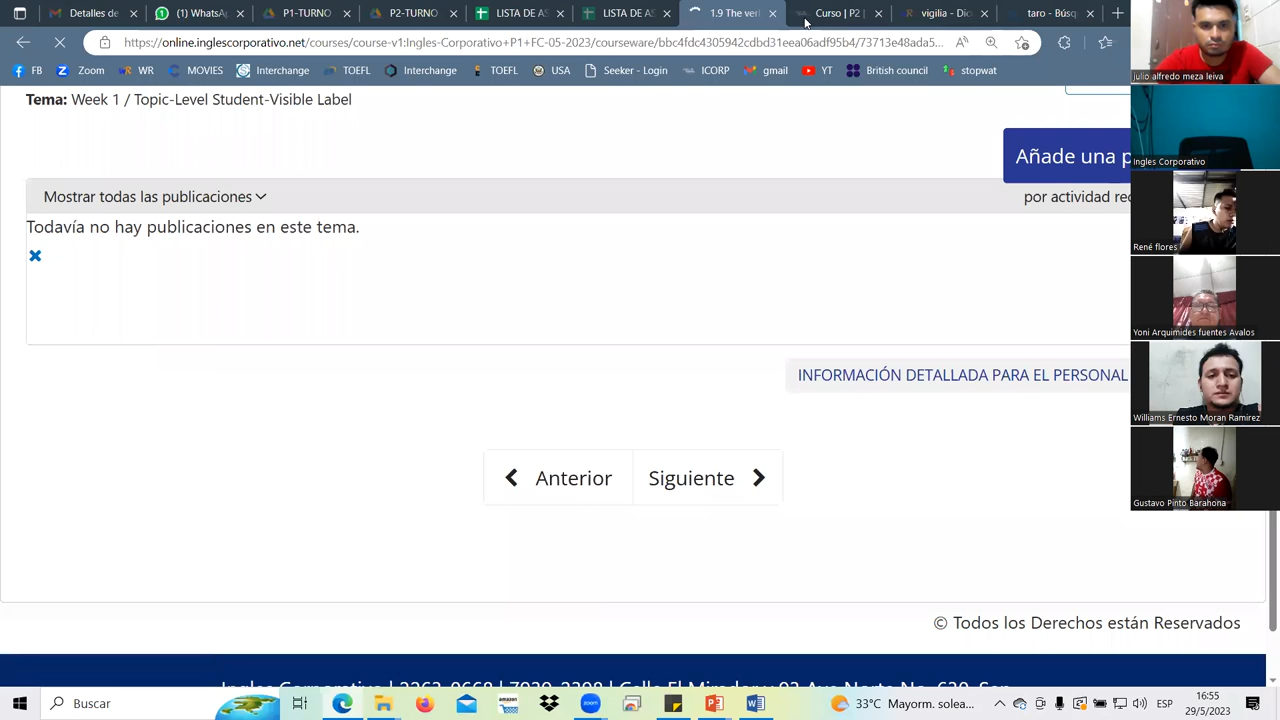 Detalles de
(1) WhatsA
P1-TURNO
P2-TURNO
LISTA DE AS
LISTA DE AS
1.9 The ver
Curso | P2
vigilia - Dic
taro - Búsq
https://online.inglescorporativo.net/courses/course-v1:Ingles-Corporativo+P1+FC-05-2023/courseware/bbc4fdc4305942cdbd31eea06adf95b4/73713e48ada5...
FB
Zoom
WR
MOVIES
Interchange
TOEFL
Interchange
TOEFL
USA
Seeker - Login
ICORP
gmail
YT
British council
stopwat
Tema: Week 1 / Topic-Level Student-Visible Label
Añade una p
Mostrar todas las publicaciones
por actividad rec
Todavía no hay publicaciones en este tema.
INFORMACIÓN DETALLADA PARA EL PERSONAL
Anterior
Siguiente
© Todos los Derechos están Reservados
julio alfredo meza leiva
Ingles Corporativo
René flores
Yoni Arquimides fuentes Avalos
Williams Ernesto Moran Ramirez
Gustavo Pinto Barahona
Buscar
33°C Mayorm. solea...
ESP
16:55
29/5/2023